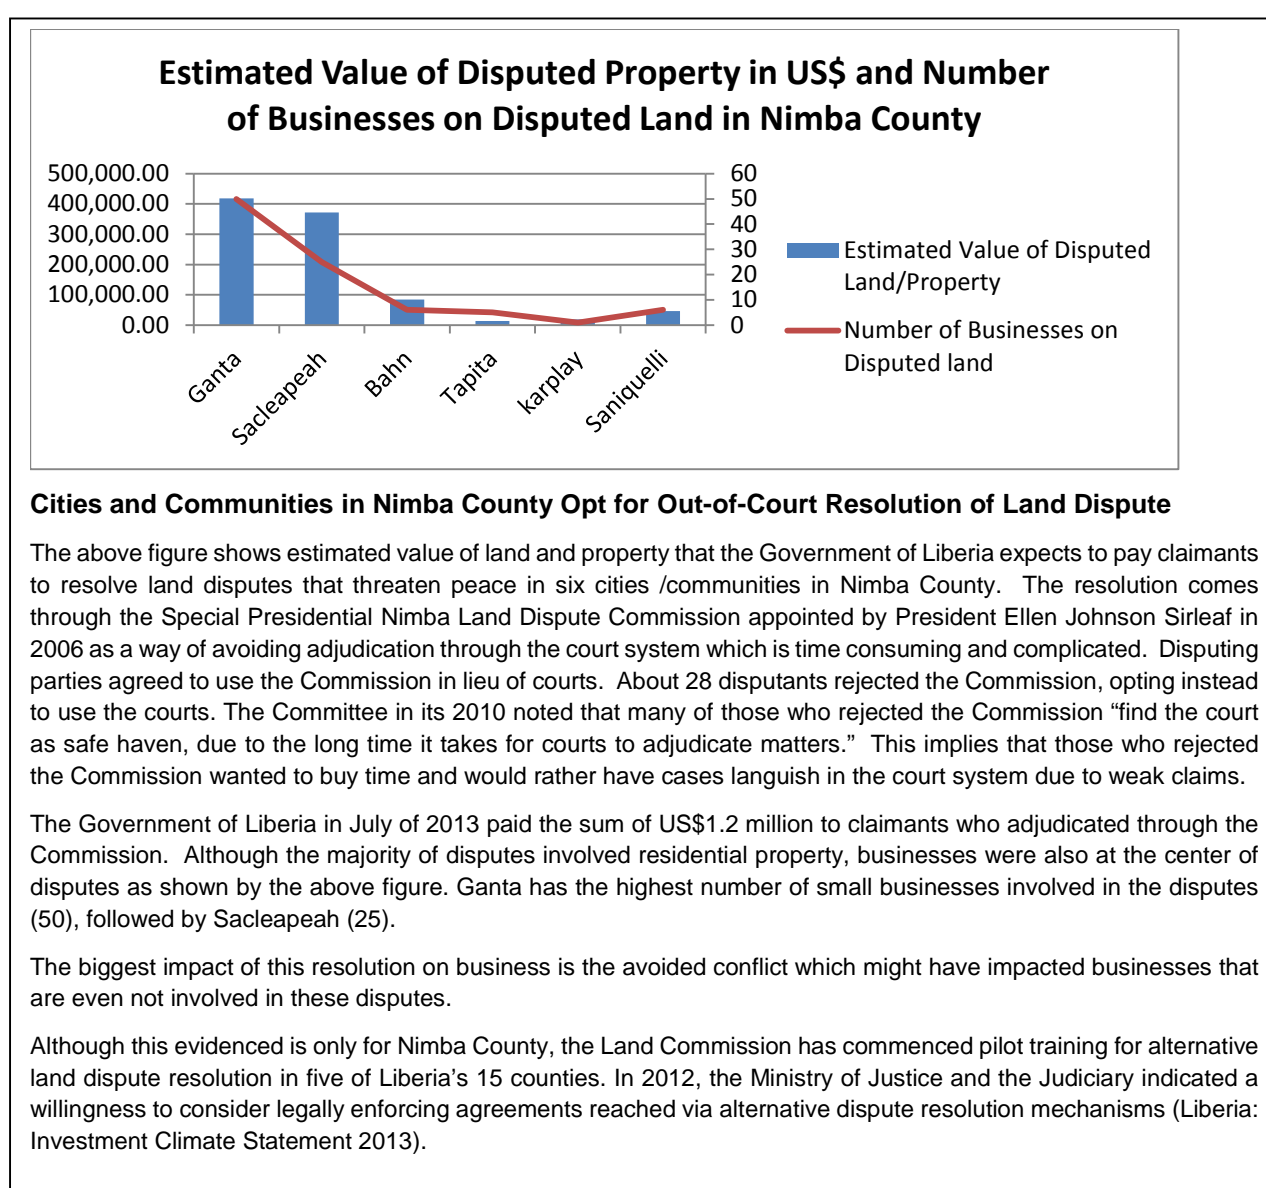 Estimated Value of Disputed Property in US$ and Number
of Businesses on Disputed Land in Nimba County
500,000.00
400,000.00
300,000.00
200,000.00
100,000.00
0.00
60
50
40
30
20
10
0
Ganta
Sacleapeah
Bahn
Tapita
karplay
Saniquelli
Estimated Value of Disputed
Land/Property
Number of Businesses on
Disputed land
Cities and Communities in Nimba County Opt for Out-of-Court Resolution of Land Dispute
The above figure shows estimated value of land and property that the Government of Liberia expects to pay claimants
to resolve land disputes that threaten peace in six cities /communities in Nimba County. The resolution comes
through the Special Presidential Nimba Land Dispute Commission appointed by President Ellen Johnson Sirleaf in
2006 as a way of avoiding adjudication through the court system which is time consuming and complicated. Disputing
parties agreed to use the Commission in lieu of courts. About 28 disputants rejected the Commission, opting instead
to use the courts. The Committee in its 2010 noted that many of those who rejected the Commission “find the court
as safe haven, due to the long time it takes for courts to adjudicate matters.” This implies that those who rejected
the Commission wanted to buy time and would rather have cases languish in the court system due to weak claims.
The Government of Liberia in July of 2013 paid the sum of US$1.2 million to claimants who adjudicated through the
Commission. Although the majority of disputes involved residential property, businesses were also at the center of
disputes as shown by the above figure. Ganta has the highest number of small businesses involved in the disputes
(50), followed by Sacleapeah (25).
The biggest impact of this resolution on business is the avoided conflict which might have impacted businesses that
are even not involved in these disputes.
Although this evidenced is only for Nimba County, the Land Commission has commenced pilot training for alternative
land dispute resolution in five of Liberia’s 15 counties. In 2012, the Ministry of Justice and the Judiciary indicated a
willingness to consider legally enforcing agreements reached via alternative dispute resolution mechanisms (Liberia:
Investment Climate Statement 2013).